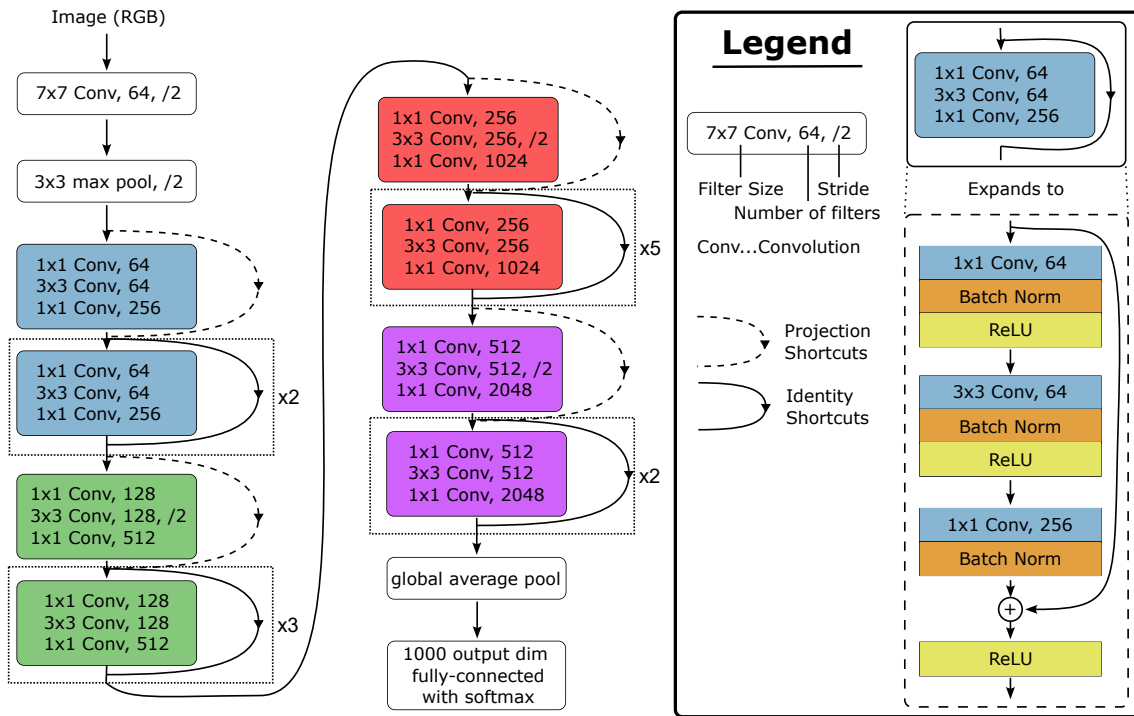 Image (RGB)
7x7 Conv, 64, /2
3x3 max pool, /2
1x1 Conv, 64
3x3 Conv, 64
1x1 Conv, 256
1x1 Conv, 64
3x3 Conv, 64
1x1 Conv, 256
x2
1x1 Conv, 128
3x3 Conv, 128, /2
1x1 Conv, 512
1x1 Conv, 128
3x3 Conv, 128
1x1 Conv, 512
x3
1x1 Conv, 256
3x3 Conv, 256, /2
1x1 Conv, 1024
1x1 Conv, 256
3x3 Conv, 256
1x1 Conv, 1024
x5
1x1 Conv, 512
3x3 Conv, 512, /2
1x1 Conv, 2048
1x1 Conv, 512
3x3 Conv, 512
1x1 Conv, 2048
x2
global average pool
1000 output dim
fully-connected
with softmax
Legend
7x7 Conv, 64, /2
Filter Size
Stride
Number of filters
Conv...Convolution
Projection
Shortcuts
Identity
Shortcuts
1x1 Conv, 64
3x3 Conv, 64
1x1 Conv, 256
Expands to
1x1 Conv, 64
Batch Norm
ReLU
3x3 Conv, 64
Batch Norm
ReLU
1x1 Conv, 256
Batch Norm
+
ReLU